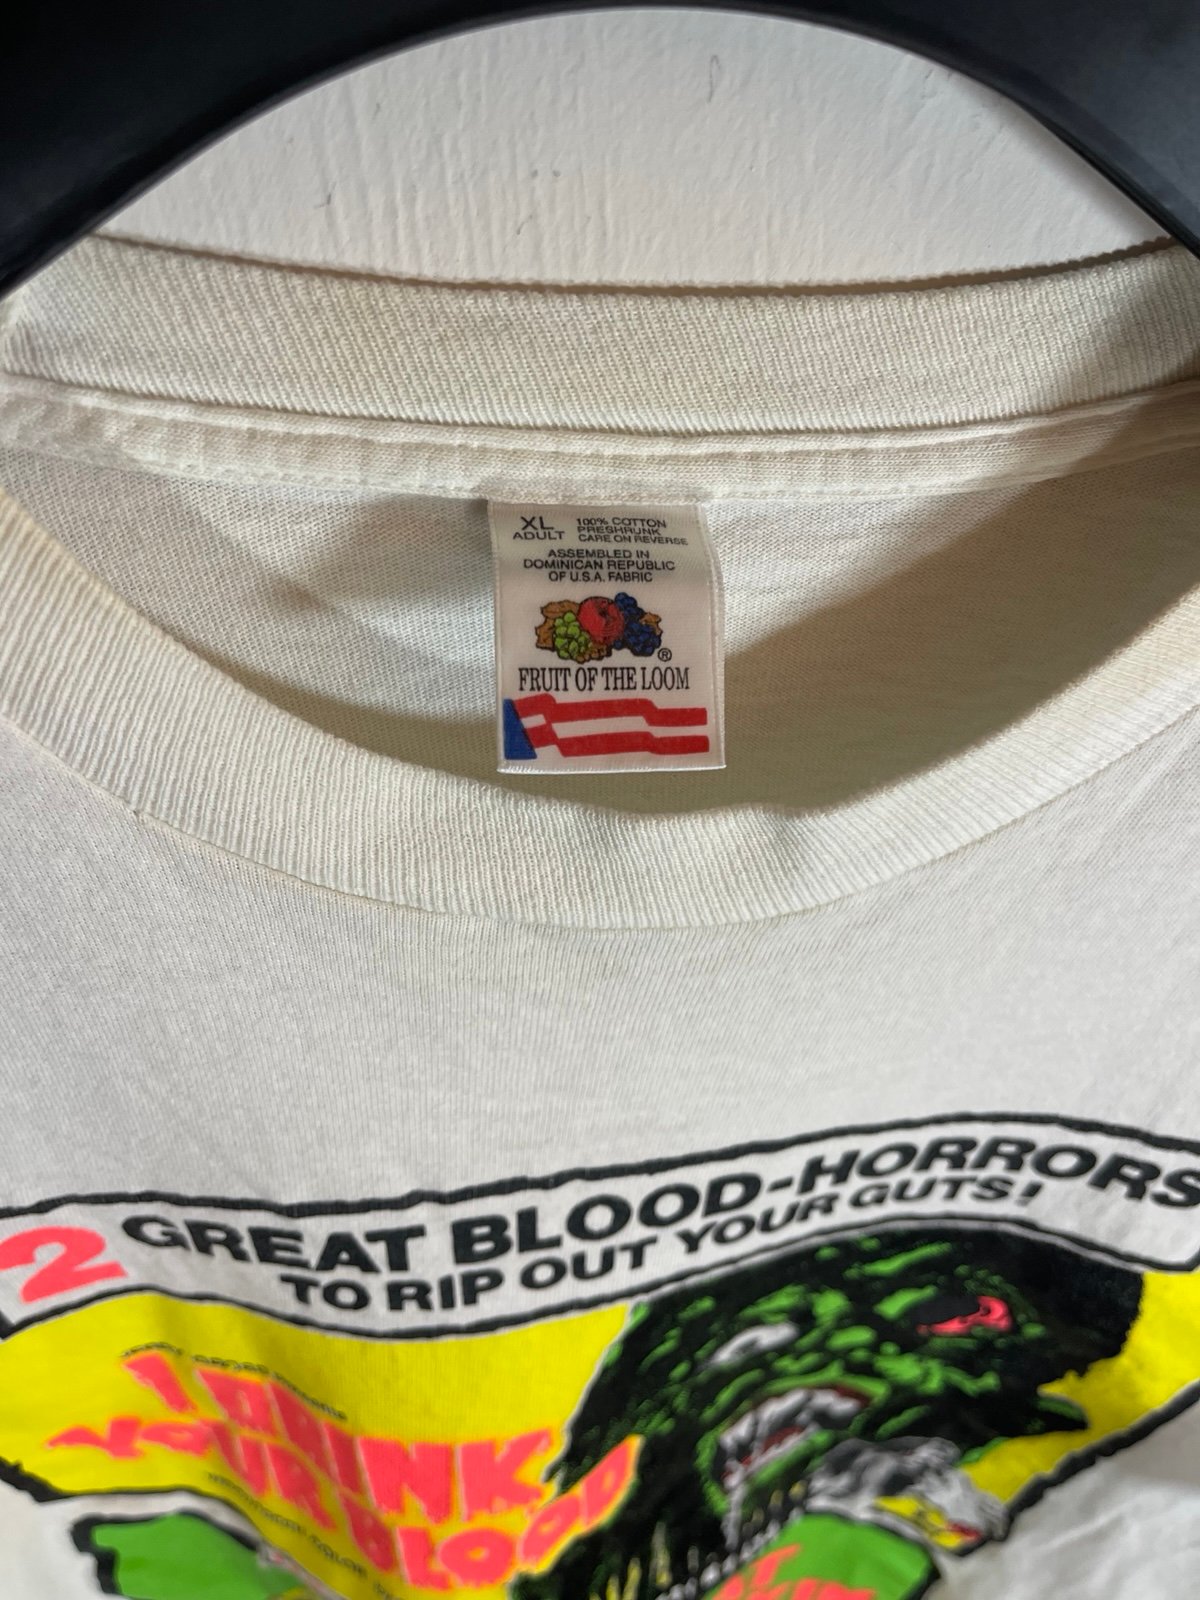 XL
ADULT
100% COTTON
PRESHRUNK
CARE ON REVERSE
ASSEMBLED IN
DOMINICAN REPUBLIC
OF U.S.A. FABRIC
®
FRUIT OF THE LOOM
2 GREAT BLOOD-HORRORS
TO RIP OUT YOUR GUTS!
I DRINK
YOUR BLOOD